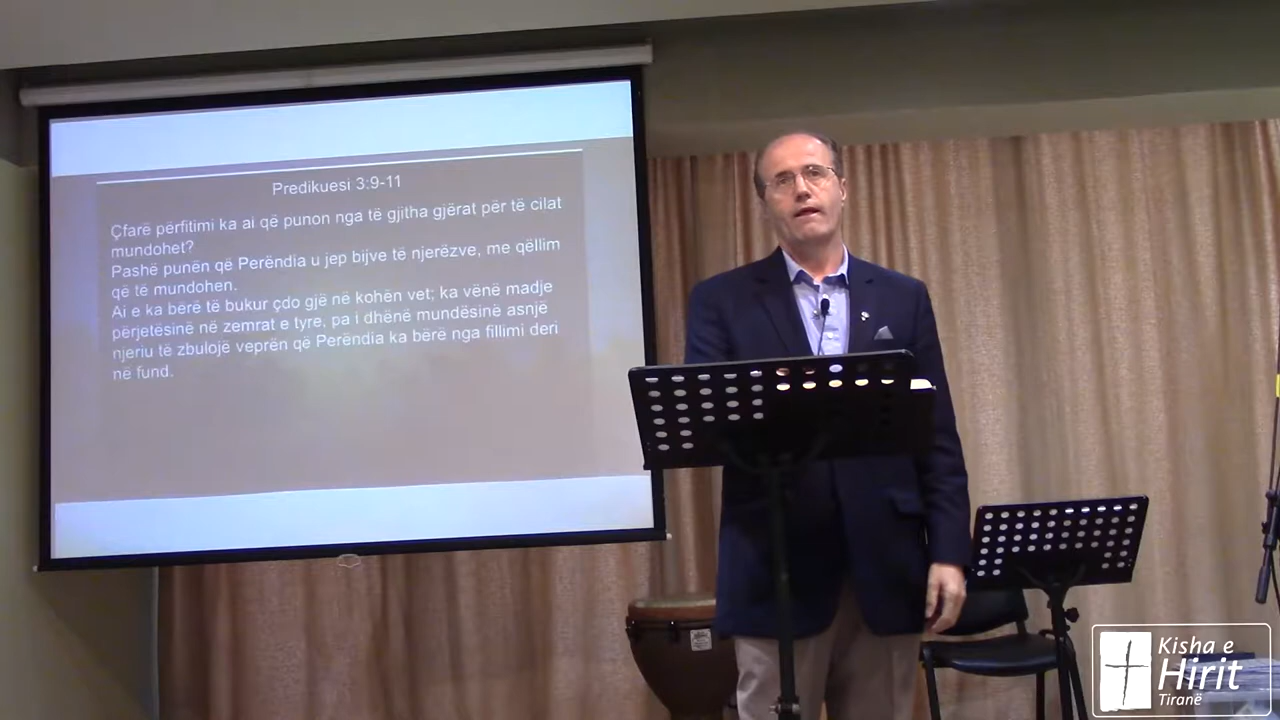 Predikuesi 3:9-11
Çfarë përfitimi ka ai që punon nga të gjitha gjërat për të cilat
mundohet?
Pashë punën që Perëndia u jep bijve të njerëzve, me qëllim
që të mundohen.
Ai e ka bërë të bukur çdo gjë në kohën vet; ka vënë madje
përjetësinë në zemrat e tyre, pa i dhënë mundësinë asnjë
njeriu të zbulojë veprën që Perëndia ka bërë nga fillimi deri
në fund.
Kisha e
Hirit
Tiranë